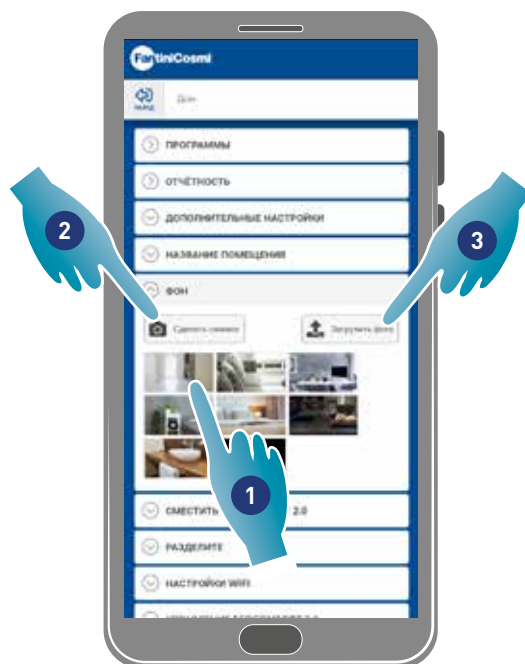 FantiniCosmi
НАЗАД
Дом
ПРОГРАММЫ
ОТЧЁТНОСТЬ
ДОПОЛНИТЕЛЬНЫЕ НАСТРОЙКИ
2
3
НАЗВАНИЕ ПОМЕЩЕНИЯ
ФОН
Сделать снимок
Загрузить фото
1
СМЕСТИТЬ 2.0
РАЗДЕЛИТЕ
НАСТРОЙКИ WIFI